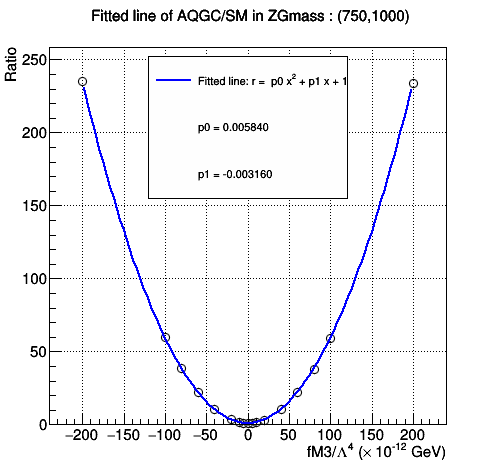 Fitted line of AQGC/SM in ZGmass : (750,1000)
Ratio
250
200
150
100
50
0
Fitted line: r = p0 x² + p1 x + 1
p0 = 0.005840
p1 = -0.003160
−200 −150 −100 −50 0 50 100 150 200
fM3/Λ⁴ (× 10⁻¹² GeV)